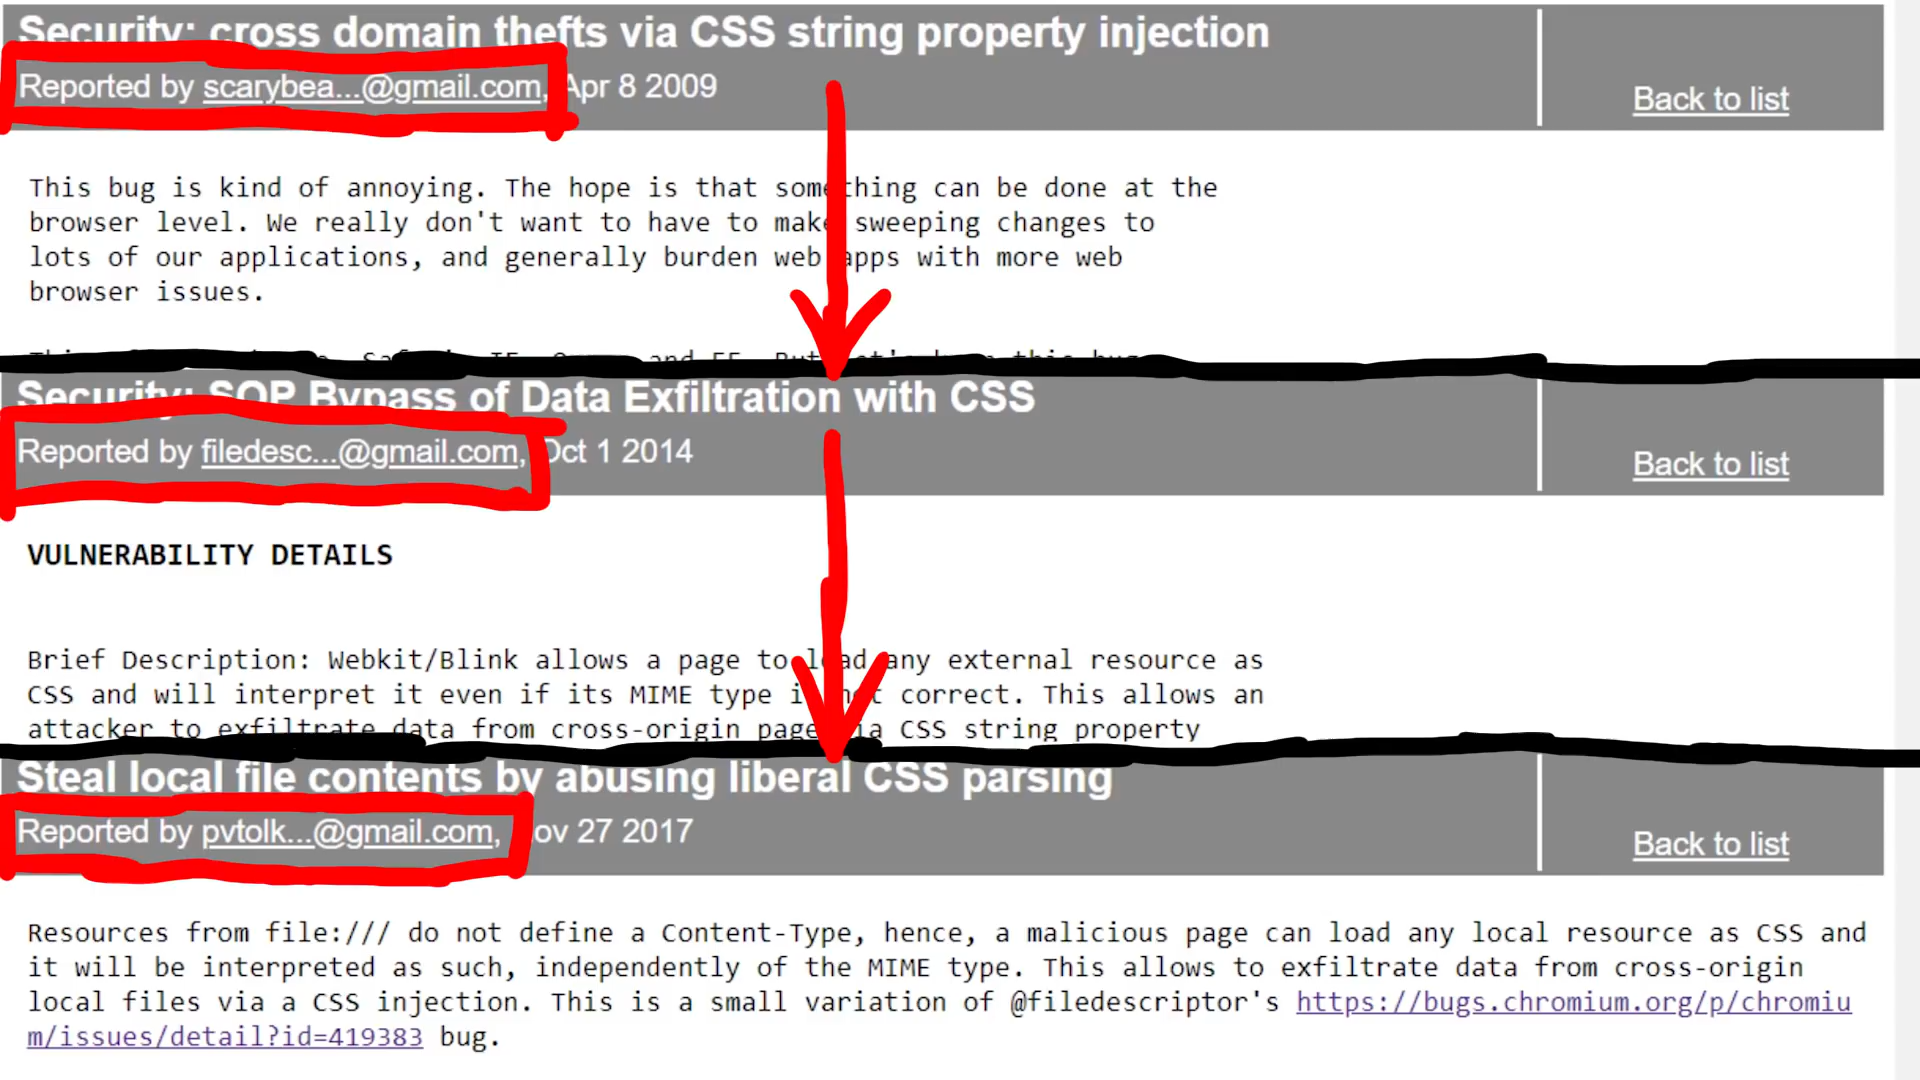 Security: cross domain thefts via CSS string property injection
Reported by scarybea...@gmail.com, Apr 8 2009
Back to list
This bug is kind of annoying. The hope is that something can be done at the
browser level. We really don't want to have to make sweeping changes to
lots of our applications, and generally burden web apps with more web
browser issues.
Security: SOP Bypass of Data Exfiltration with CSS
Reported by filedesc...@gmail.com, Oct 1 2014
Back to list
VULNERABILITY DETAILS
Brief Description: Webkit/Blink allows a page to load any external resource as
CSS and will interpret it even if its MIME type is not correct. This allows an
attacker to exfiltrate data from cross-origin page via CSS string property
Steal local file contents by abusing liberal CSS parsing
Reported by pvtolk...@gmail.com, Nov 27 2017
Back to list
Resources from file:/// do not define a Content-Type, hence, a malicious page can load any local resource as CSS and
it will be interpreted as such, independently of the MIME type. This allows to exfiltrate data from cross-origin
local files via a CSS injection. This is a small variation of @filedescriptor's https://bugs.chromium.org/p/chromiu
m/issues/detail?id=419383 bug.